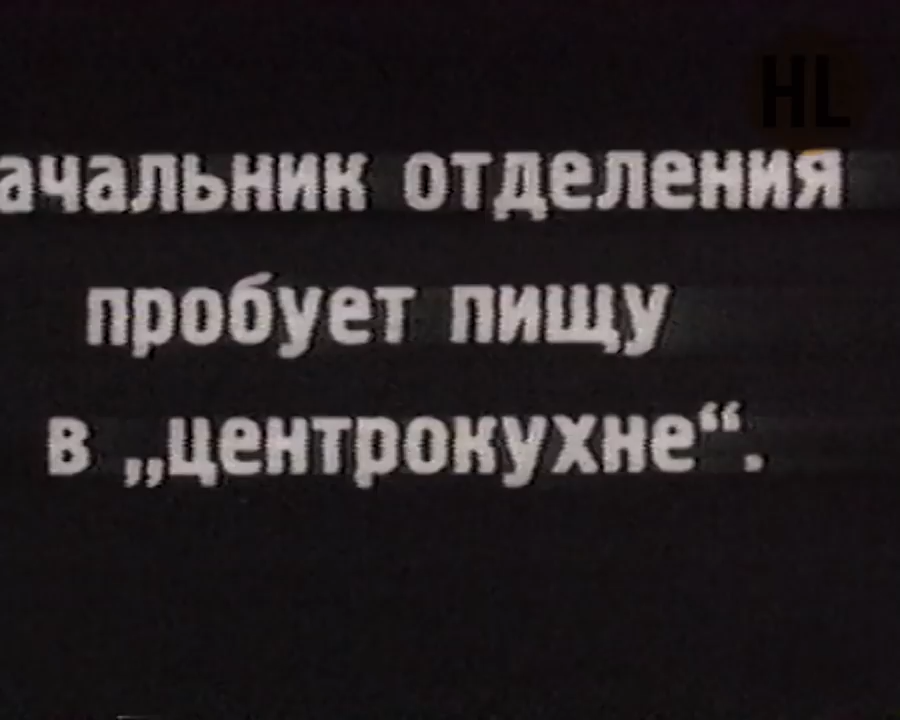 HL
ачальник отделения
пробует пищу
в „центрокухне“.